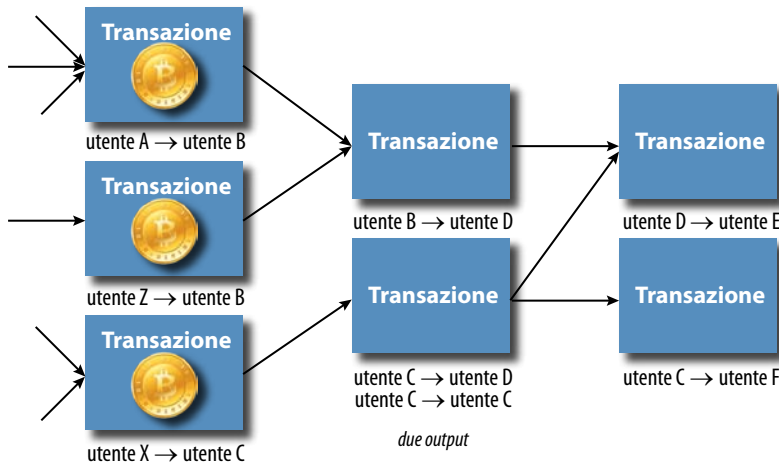 Transazione
utente A → utente B
Transazione
utente Z → utente B
Transazione
utente X → utente C
Transazione
utente B → utente D
Transazione
utente C → utente D
utente C → utente C
due output
Transazione
utente D → utente E
Transazione
utente C → utente F